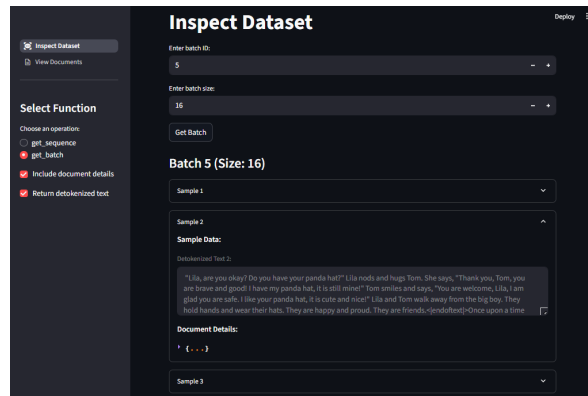 Inspect Dataset
View Documents
Select Function
Choose an operation:
get_sequence
get_batch
Include document details
Return detokenized text
Deploy
Inspect Dataset
Enter batch ID:
5
Enter batch size:
16
Get Batch
Batch 5 (Size: 16)
Sample 1
Sample 2
Sample Data:
Detokenized Text 2:
"Lila, are you okay? Do you have your panda hat?" Lila nods and hugs Tom. She says, "Thank you, Tom, you
are brave and good! I have my panda hat, it is still mine!" Tom smiles and says, "You are welcome, Lila, I am
glad you are safe. I like your panda hat, it is cute and nice!" Lila and Tom walk away from the big boy. They
hold hands and wear their hats. They are happy and proud. They are friends.<|endoftext|>Once upon a time
Document Details:
{...}
Sample 3